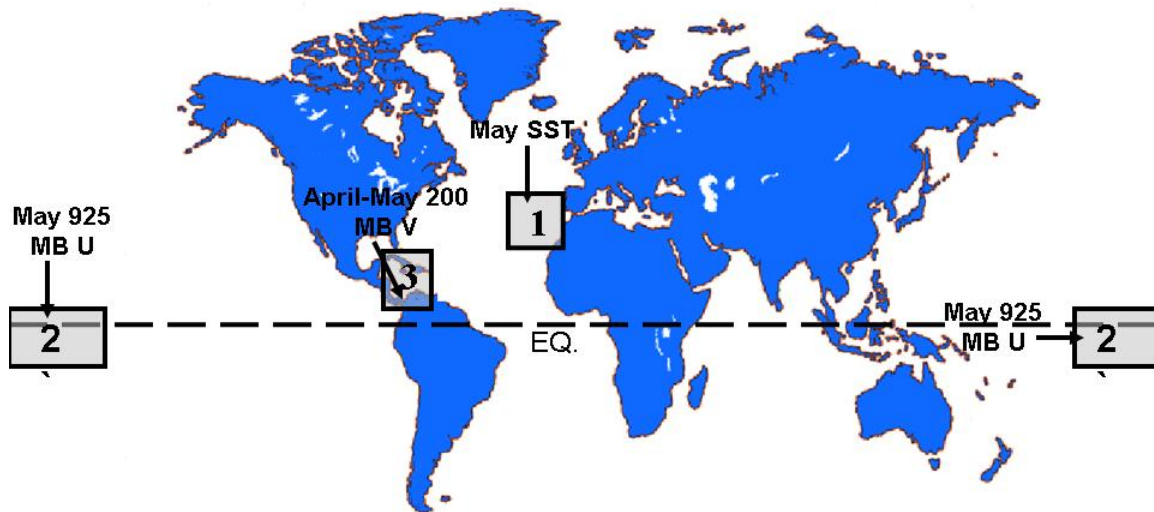 May SST
April-May 200
MB V
May 925
MB U
1
3
2
EQ.
May 925
MB U
2
`
`